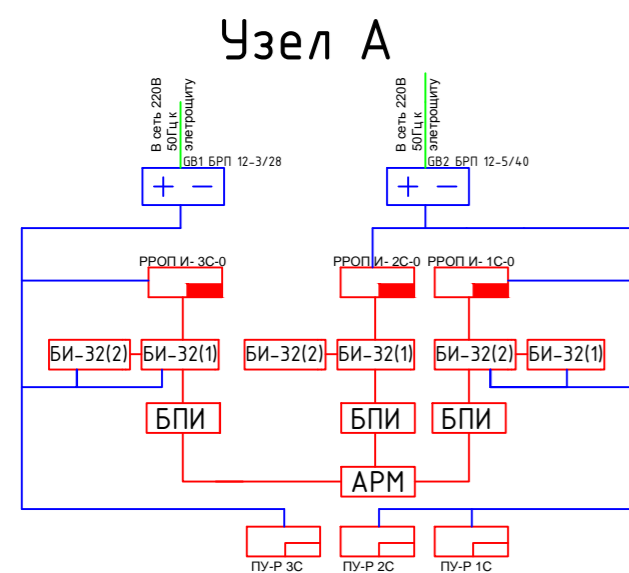 Узел А
В сеть 220В
50Гц к
элетрощиту
В сеть 220В
50Гц к
элетрощиту
GB1 БРП 12-3/28
GB2 БРП 12-5/40
+ −
+ −
РРОП И- 3С-0
РРОП И- 2С-0
РРОП И- 1С-0
БИ-32(2)
БИ-32(1)
БИ-32(2)
БИ-32(1)
БИ-32(2)
БИ-32(1)
БПИ
БПИ
БПИ
АРМ
ПУ-Р 3С
ПУ-Р 2С
ПУ-Р 1С